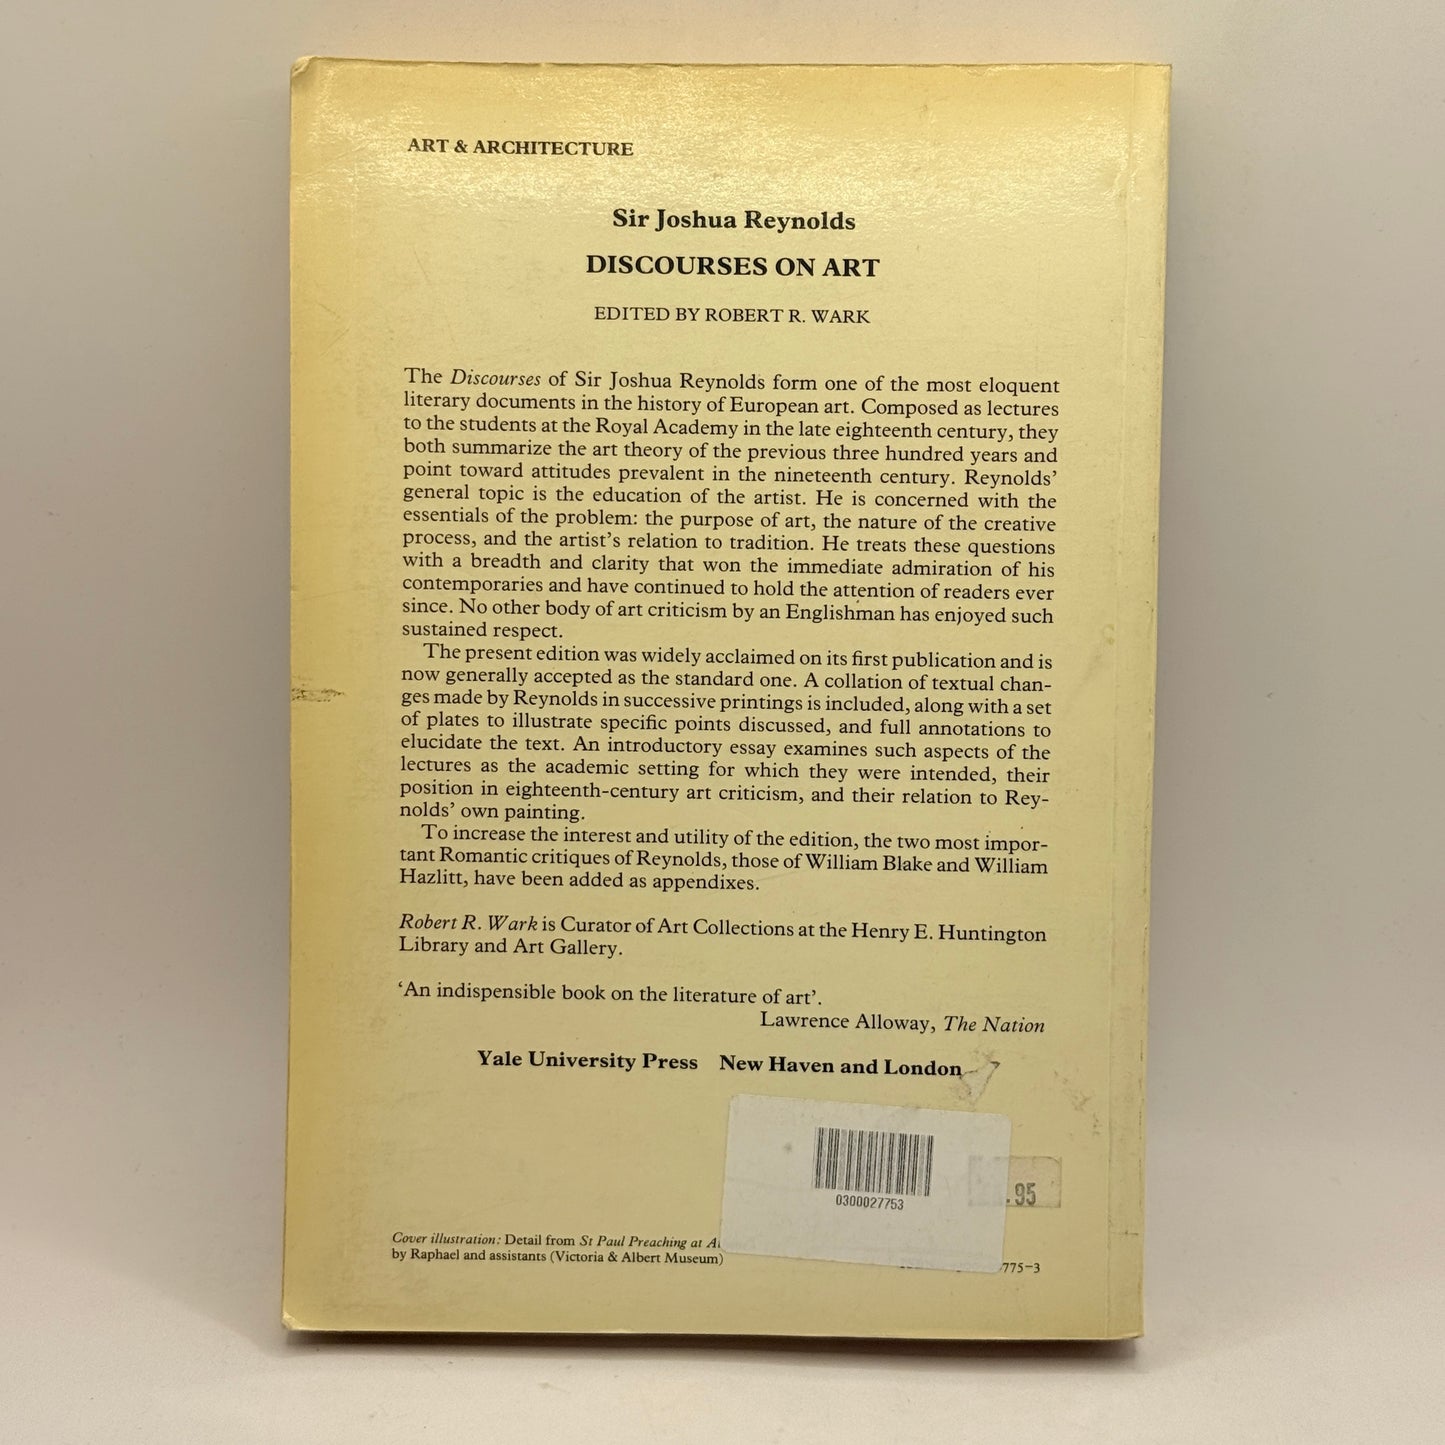 ART & ARCHITECTURE
Sir Joshua Reynolds
DISCOURSES ON ART
EDITED BY ROBERT R. WARK
The Discourses of Sir Joshua Reynolds form one of the most eloquent
literary documents in the history of European art. Composed as lectures
to the students at the Royal Academy in the late eighteenth century, they
both summarize the art theory of the previous three hundred years and
point toward attitudes prevalent in the nineteenth century. Reynolds'
general topic is the education of the artist. He is concerned with the
essentials of the problem: the purpose of art, the nature of the creative
process, and the artist's relation to tradition. He treats these questions
with a breadth and clarity that won the immediate admiration of his
contemporaries and have continued to hold the attention of readers ever
since. No other body of art criticism by an Englishman has enjoyed such
sustained respect.
The present edition was widely acclaimed on its first publication and is
now generally accepted as the standard one. A collation of textual chan-
ges made by Reynolds in successive printings is included, along with a set
of plates to illustrate specific points discussed, and full annotations to
elucidate the text. An introductory essay examines such aspects of the
lectures as the academic setting for which they were intended, their
position in eighteenth-century art criticism, and their relation to Rey-
nolds' own painting.
To increase the interest and utility of the edition, the two most impor-
tant Romantic critiques of Reynolds, those of William Blake and William
Hazlitt, have been added as appendixes.
Robert R. Wark is Curator of Art Collections at the Henry E. Huntington
Library and Art Gallery.
'An indispensible book on the literature of art'.
Lawrence Alloway, The Nation
Yale University Press New Haven and London
0300027753
.95
Cover illustration: Detail from St Paul Preaching at
by Raphael and assistants (Victoria & Albert Museum)
775-3